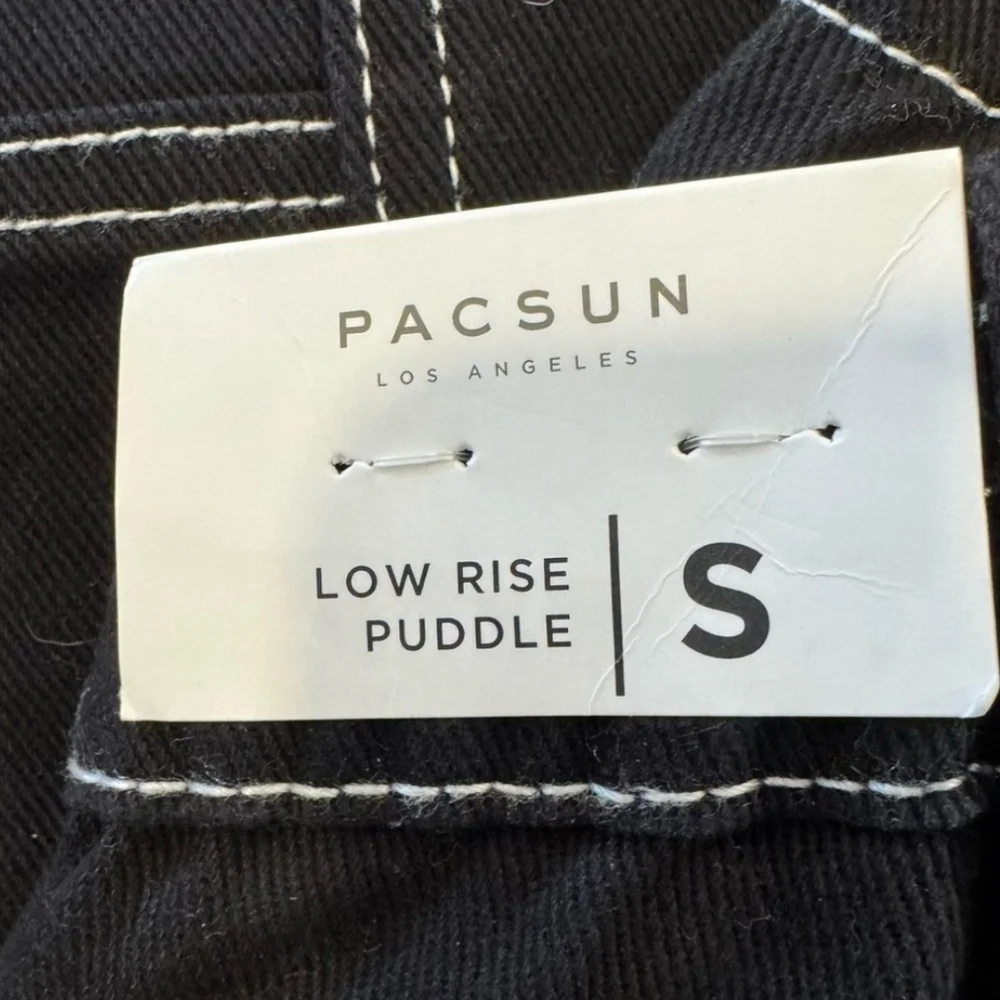 PACSUN
LOS ANGELES
LOW RISE
PUDDLE
S